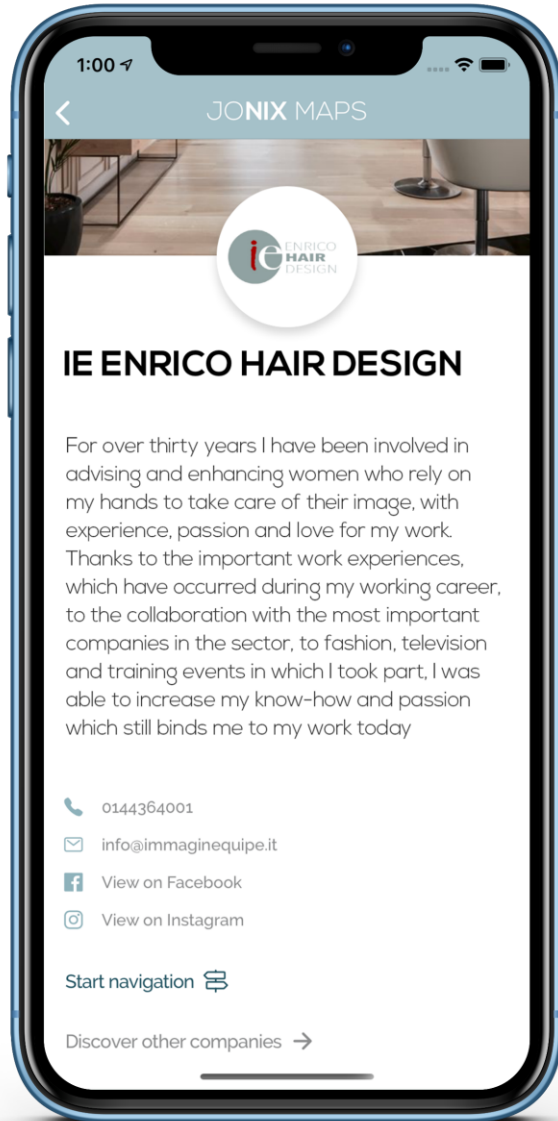 1:00
JONIX MAPS
ie ENRICO
HAIR
DESIGN
IE ENRICO HAIR DESIGN
For over thirty years I have been involved in
advising and enhancing women who rely on
my hands to take care of their image, with
experience, passion and love for my work.
Thanks to the important work experiences,
which have occurred during my working career,
to the collaboration with the most important
companies in the sector, to fashion, television
and training events in which I took part, I was
able to increase my know-how and passion
which still binds me to my work today
0144364001
info@immaginequipe.it
View on Facebook
View on Instagram
Start navigation
Discover other companies